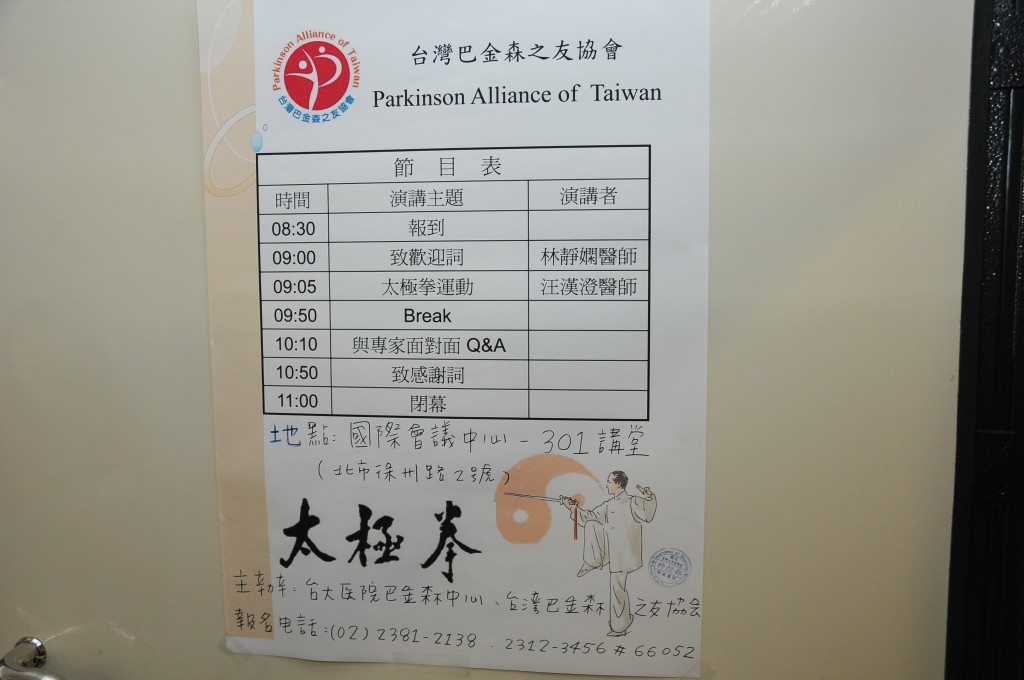 Parkinson Alliance of Taiwan
台灣巴金森之友協會
台灣巴金森之友協會
Parkinson Alliance of Taiwan
節 目 表
時間 演講主題 演講者
08:30 報到
09:00 致歡迎詞 林靜嫻醫師
09:05 太極拳運動 汪漢澄醫師
09:50 Break
10:10 與專家面對面 Q&A
10:50 致感謝詞
11:00 閉幕
地點: 國際會議中心 - 301 講堂
(北市徐州路2號)
太極拳
主辦: 台大医院巴金森中心、台湾巴金森之友協会
報名电話:(02) 2381-2138 . 2312-3456 # 66052